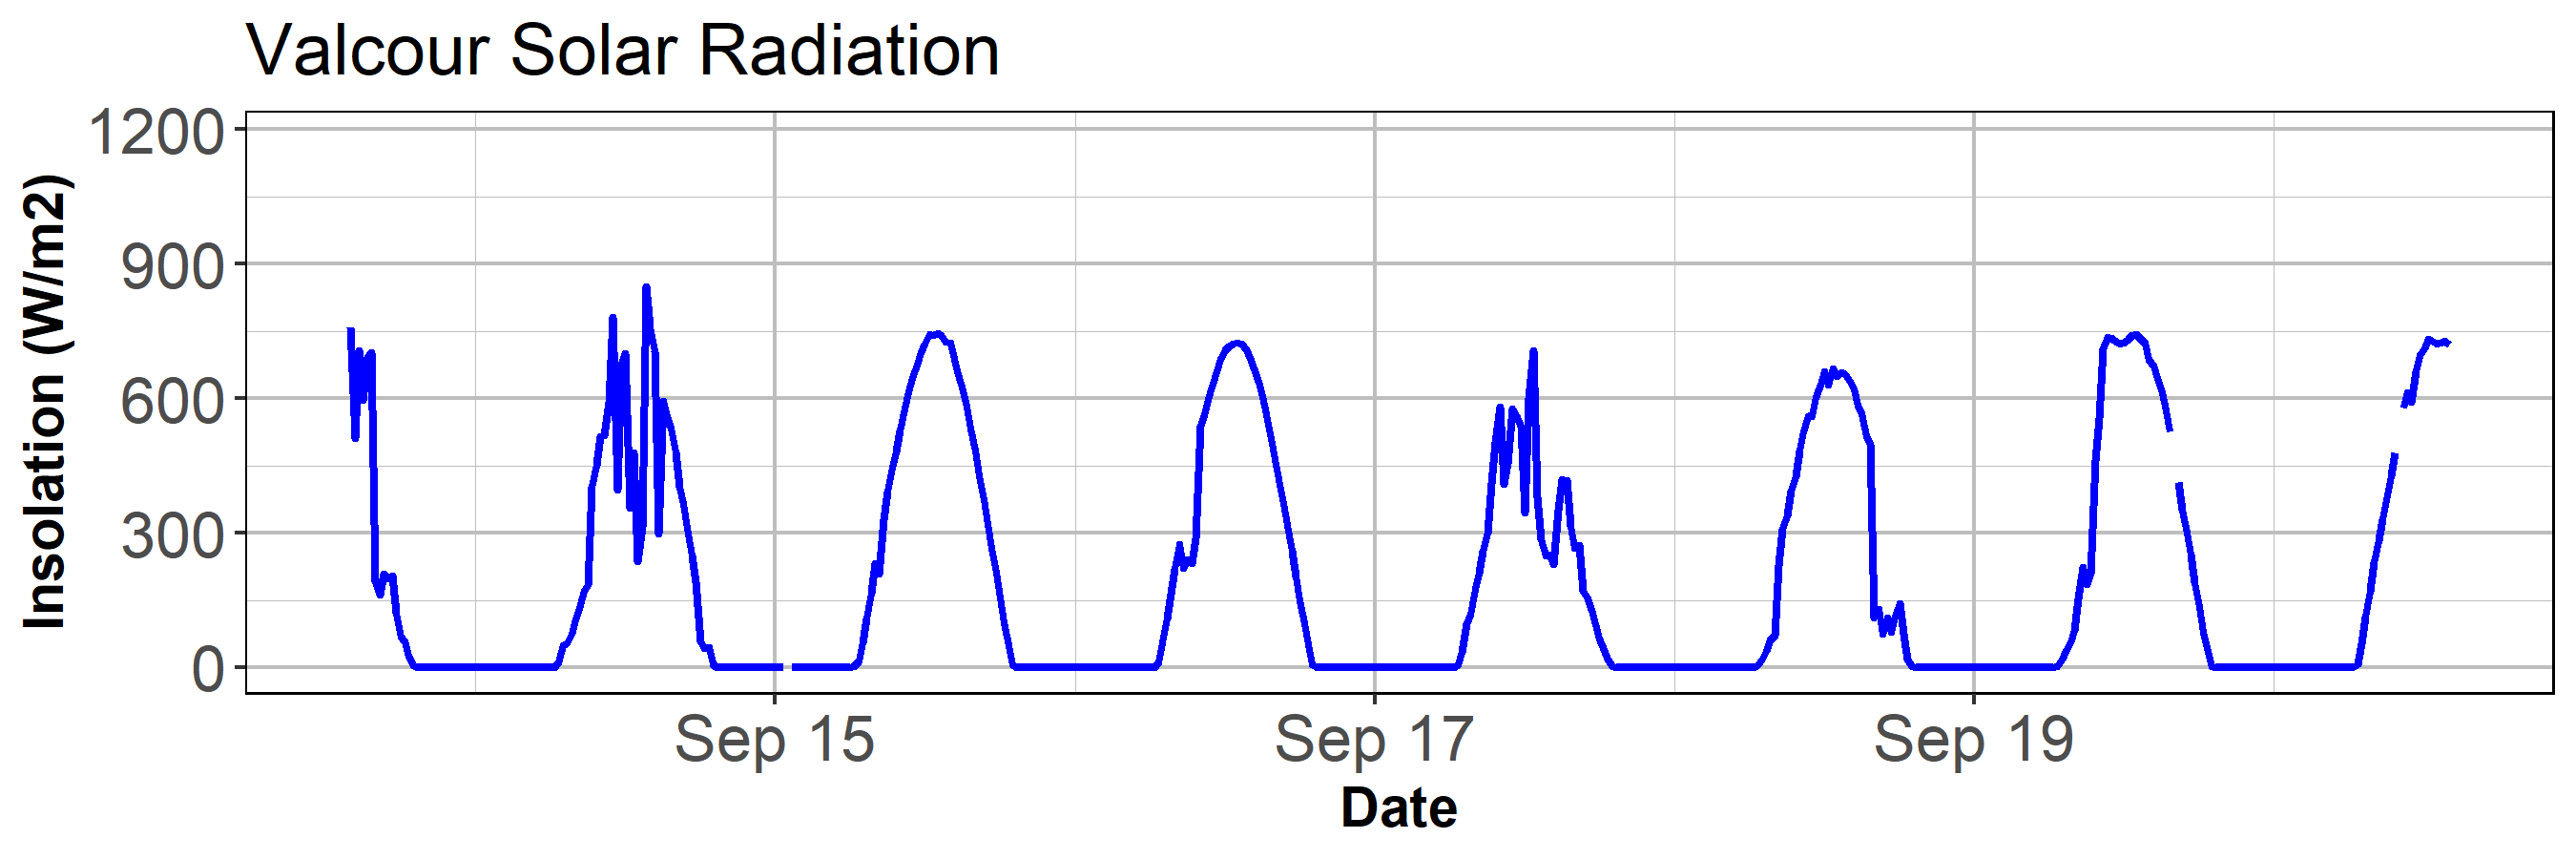 Valcour Solar Radiation
Insolation (W/m2)
1200
900
600
300
0
Sep 15 Sep 17 Sep 19
Date